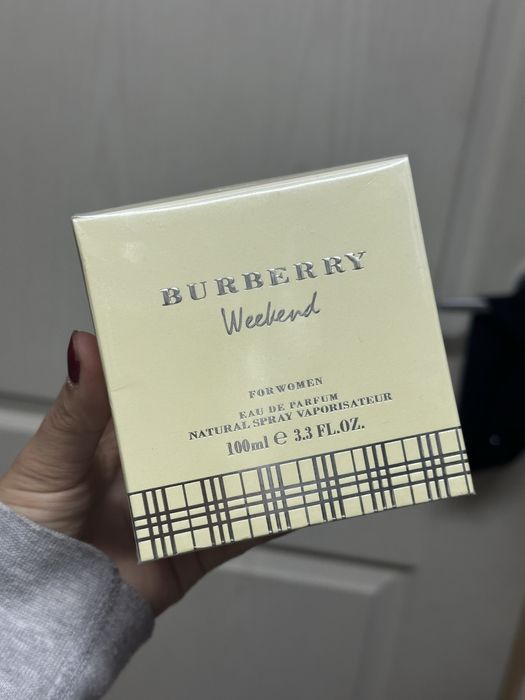 BURBERRY
Weekend
FOR WOMEN
EAU DE PARFUM
NATURAL SPRAY VAPORISATEUR
100ml e 3.3 FL.OZ.